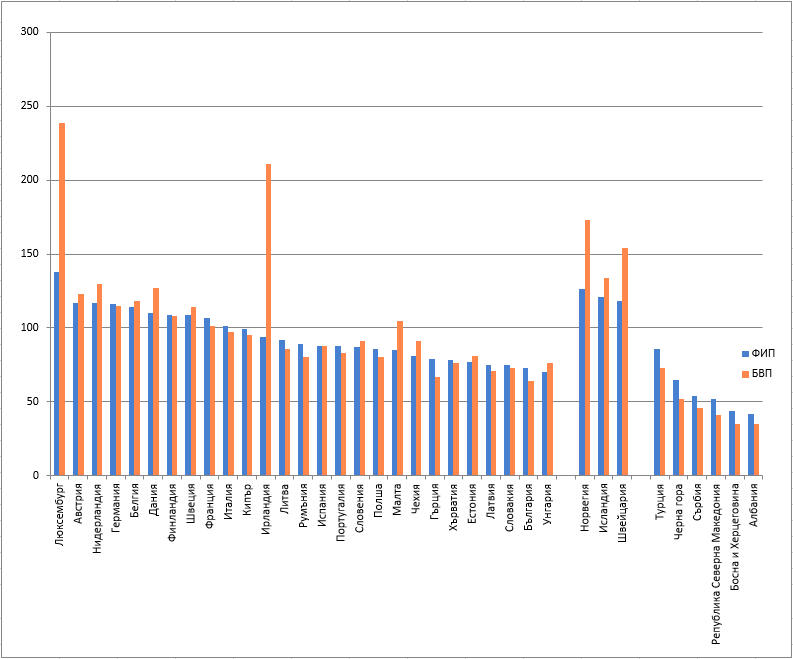 300
250
200
150
100
50
0
ФИП
БВП
Люксембург
Австрия
Нидерландия
Германия
Белгия
Дания
Финландия
Швеция
Франция
Италия
Кипър
Ирландия
Литва
Румъния
Испания
Португалия
Словения
Полша
Малта
Чехия
Гърция
Хърватия
Естония
Латвия
Словакия
България
Унгария
Норвегия
Исландия
Швейцария
Турция
Черна гора
Сърбия
Република Северна Македония
Босна и Херцеговина
Албания